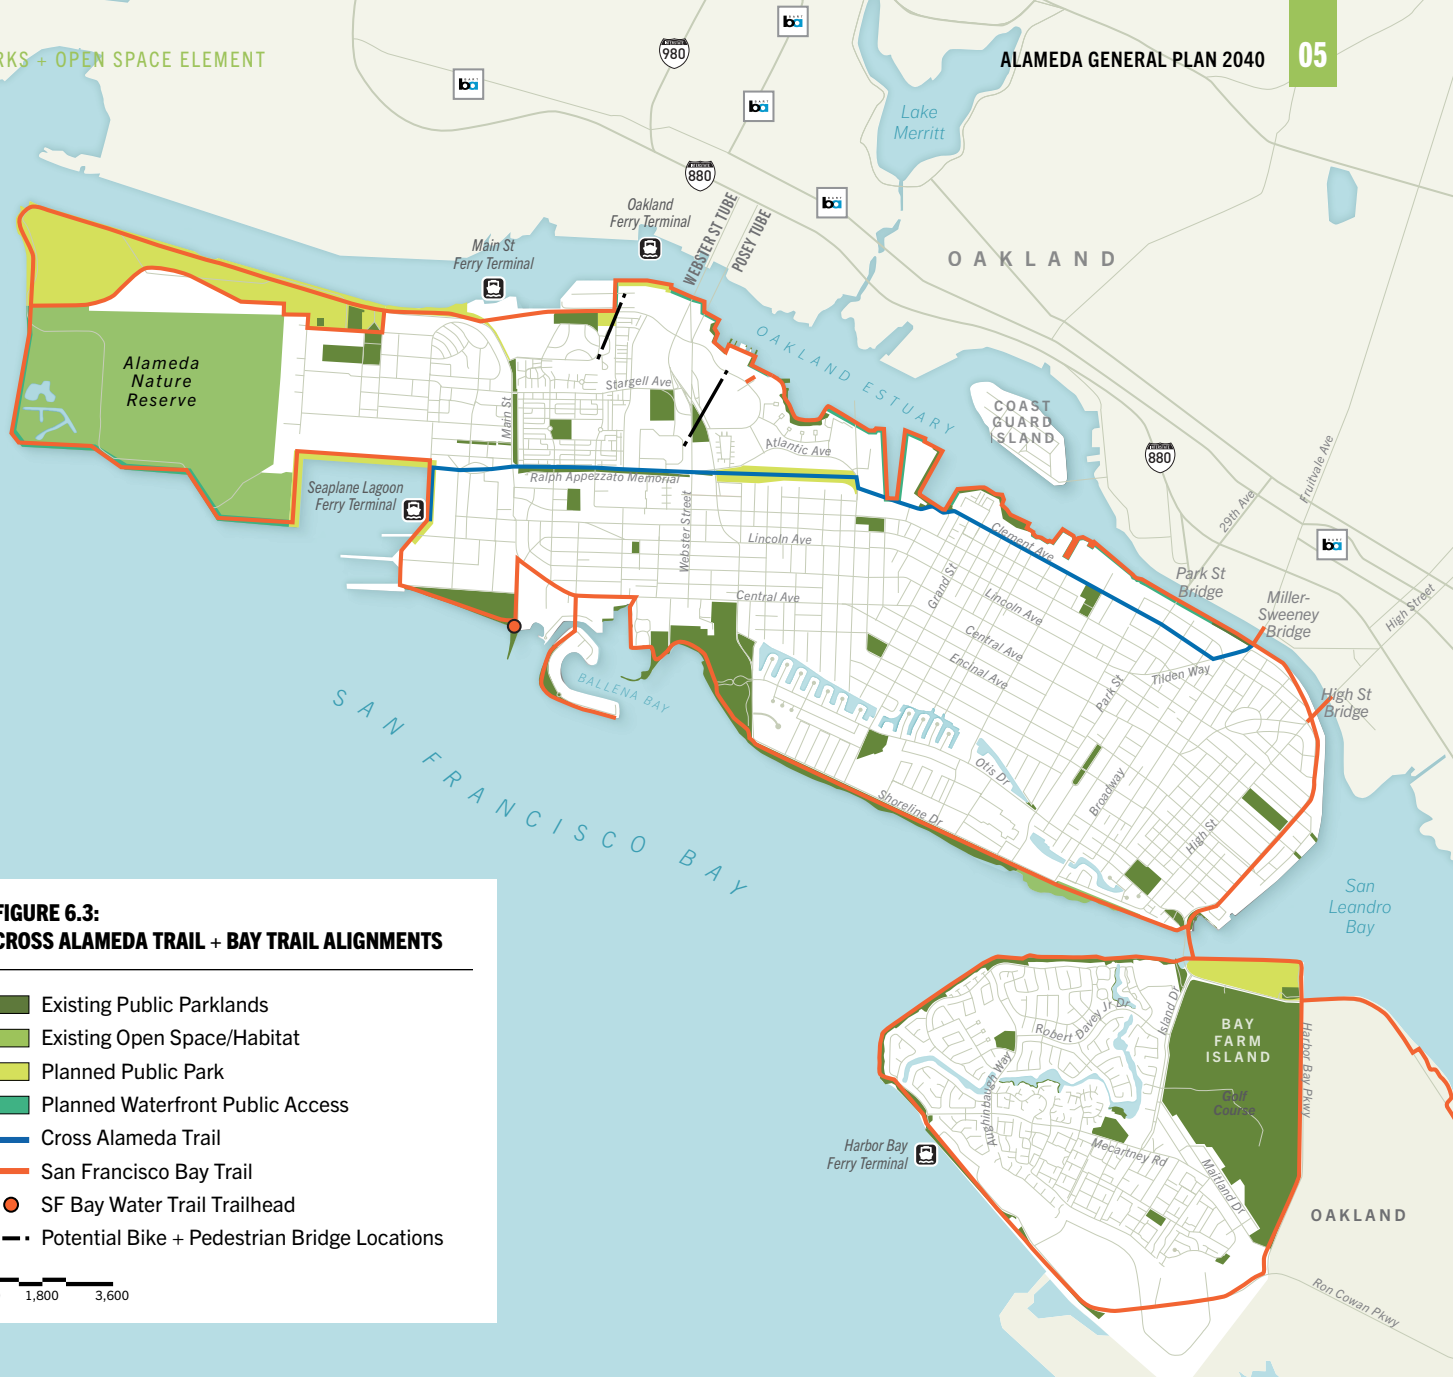 RKS + OPEN SPACE ELEMENT
ALAMEDA GENERAL PLAN 2040
05
980
ba
ba
ba
Lake
Merritt
880
ba
Oakland
Ferry Terminal
WEBSTER ST TUBE
POSEY TUBE
Main St
Ferry Terminal
OAKLAND
OAKLAND ESTUARY
Alameda
Nature
Reserve
Stargell Ave
Main St
COAST
GUARD
ISLAND
Atlantic Ave
880
Fruitvale Ave
29th Ave
Ralph Appezzato Memorial
Seaplane Lagoon
Ferry Terminal
Webster Street
Lincoln Ave
Clement Ave
ba
Park St
Bridge
Miller-
Sweeney
Bridge
High Street
Grand St
Central Ave
Lincoln Ave
Central Ave
Encinal Ave
Tilden Way
Park St
High St
Bridge
BALLENA BAY
SAN FRANCISCO BAY
Otis Dr
Broadway
Shoreline Dr
High St
San
Leandro
Bay
FIGURE 6.3:
CROSS ALAMEDA TRAIL + BAY TRAIL ALIGNMENTS
Existing Public Parklands
Existing Open Space/Habitat
Planned Public Park
Planned Waterfront Public Access
Cross Alameda Trail
San Francisco Bay Trail
SF Bay Water Trail Trailhead
Potential Bike + Pedestrian Bridge Locations
1,800
3,600
Island Dr
Robert Davey Jr Dr
BAY
FARM
ISLAND
Harbor Bay Pkwy
Aughinbaugh Way
Golf
Course
Harbor Bay
Ferry Terminal
Mecartney Rd
Maitland Dr
OAKLAND
Ron Cowan Pkwy